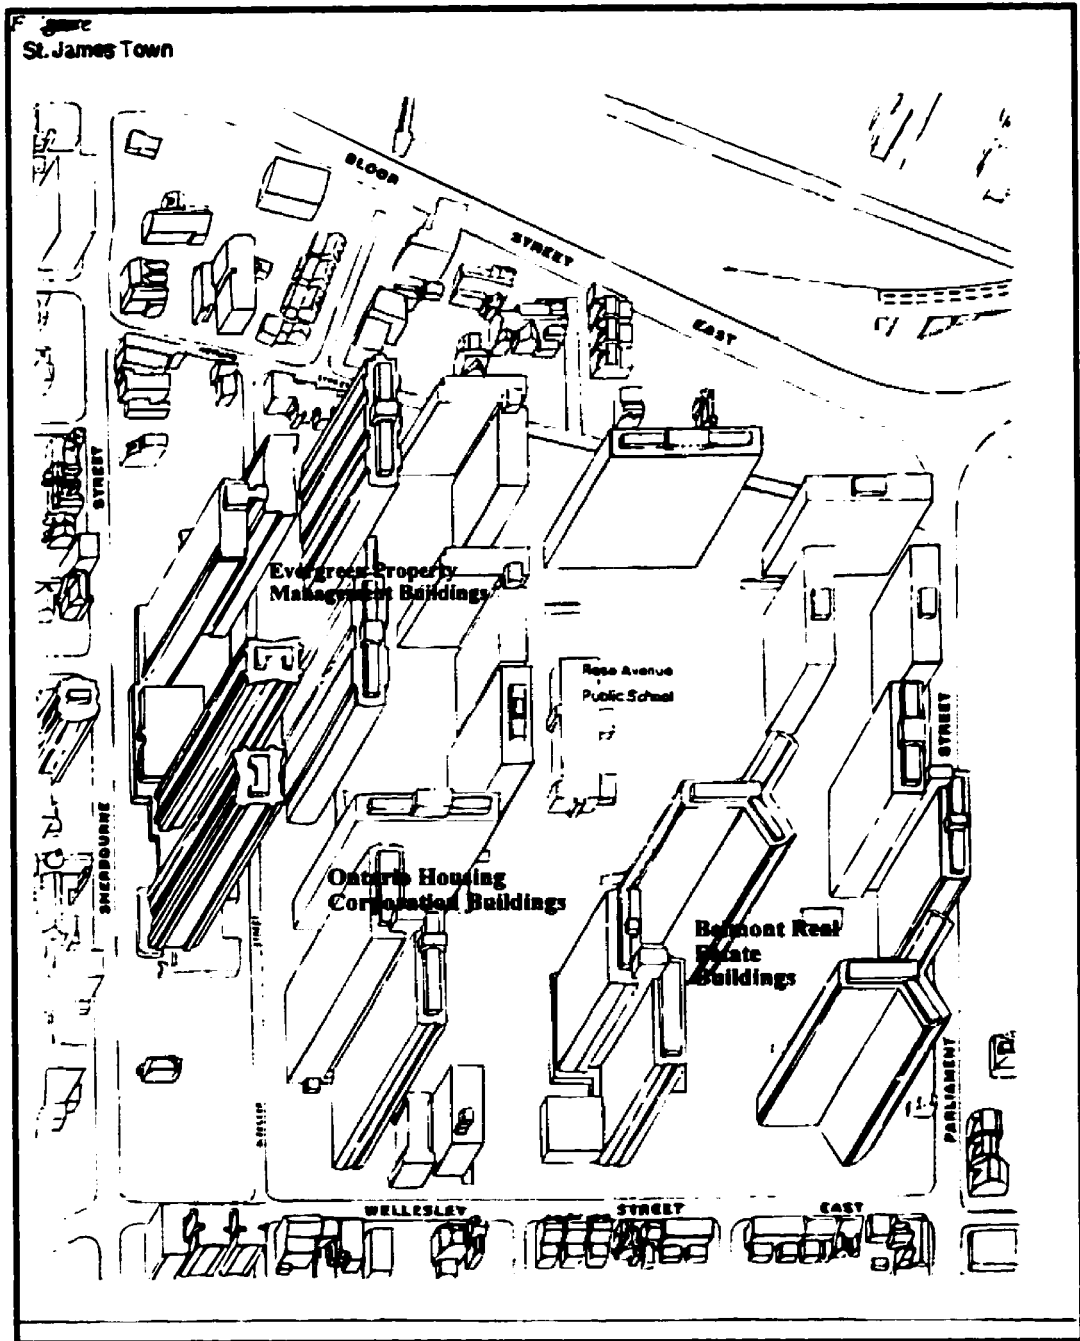 Figure
St. James Town
BLOOR
STREET
EAST
STREET
Evergreen Property
Management Buildings
Rose Avenue
Public School
STREET
SHERBOURNE
Ontario Housing
Corporation Buildings
Belmont Real
Estate
Buildings
STREET
PARLIAMENT
WELLESLEY
STREET
EAST